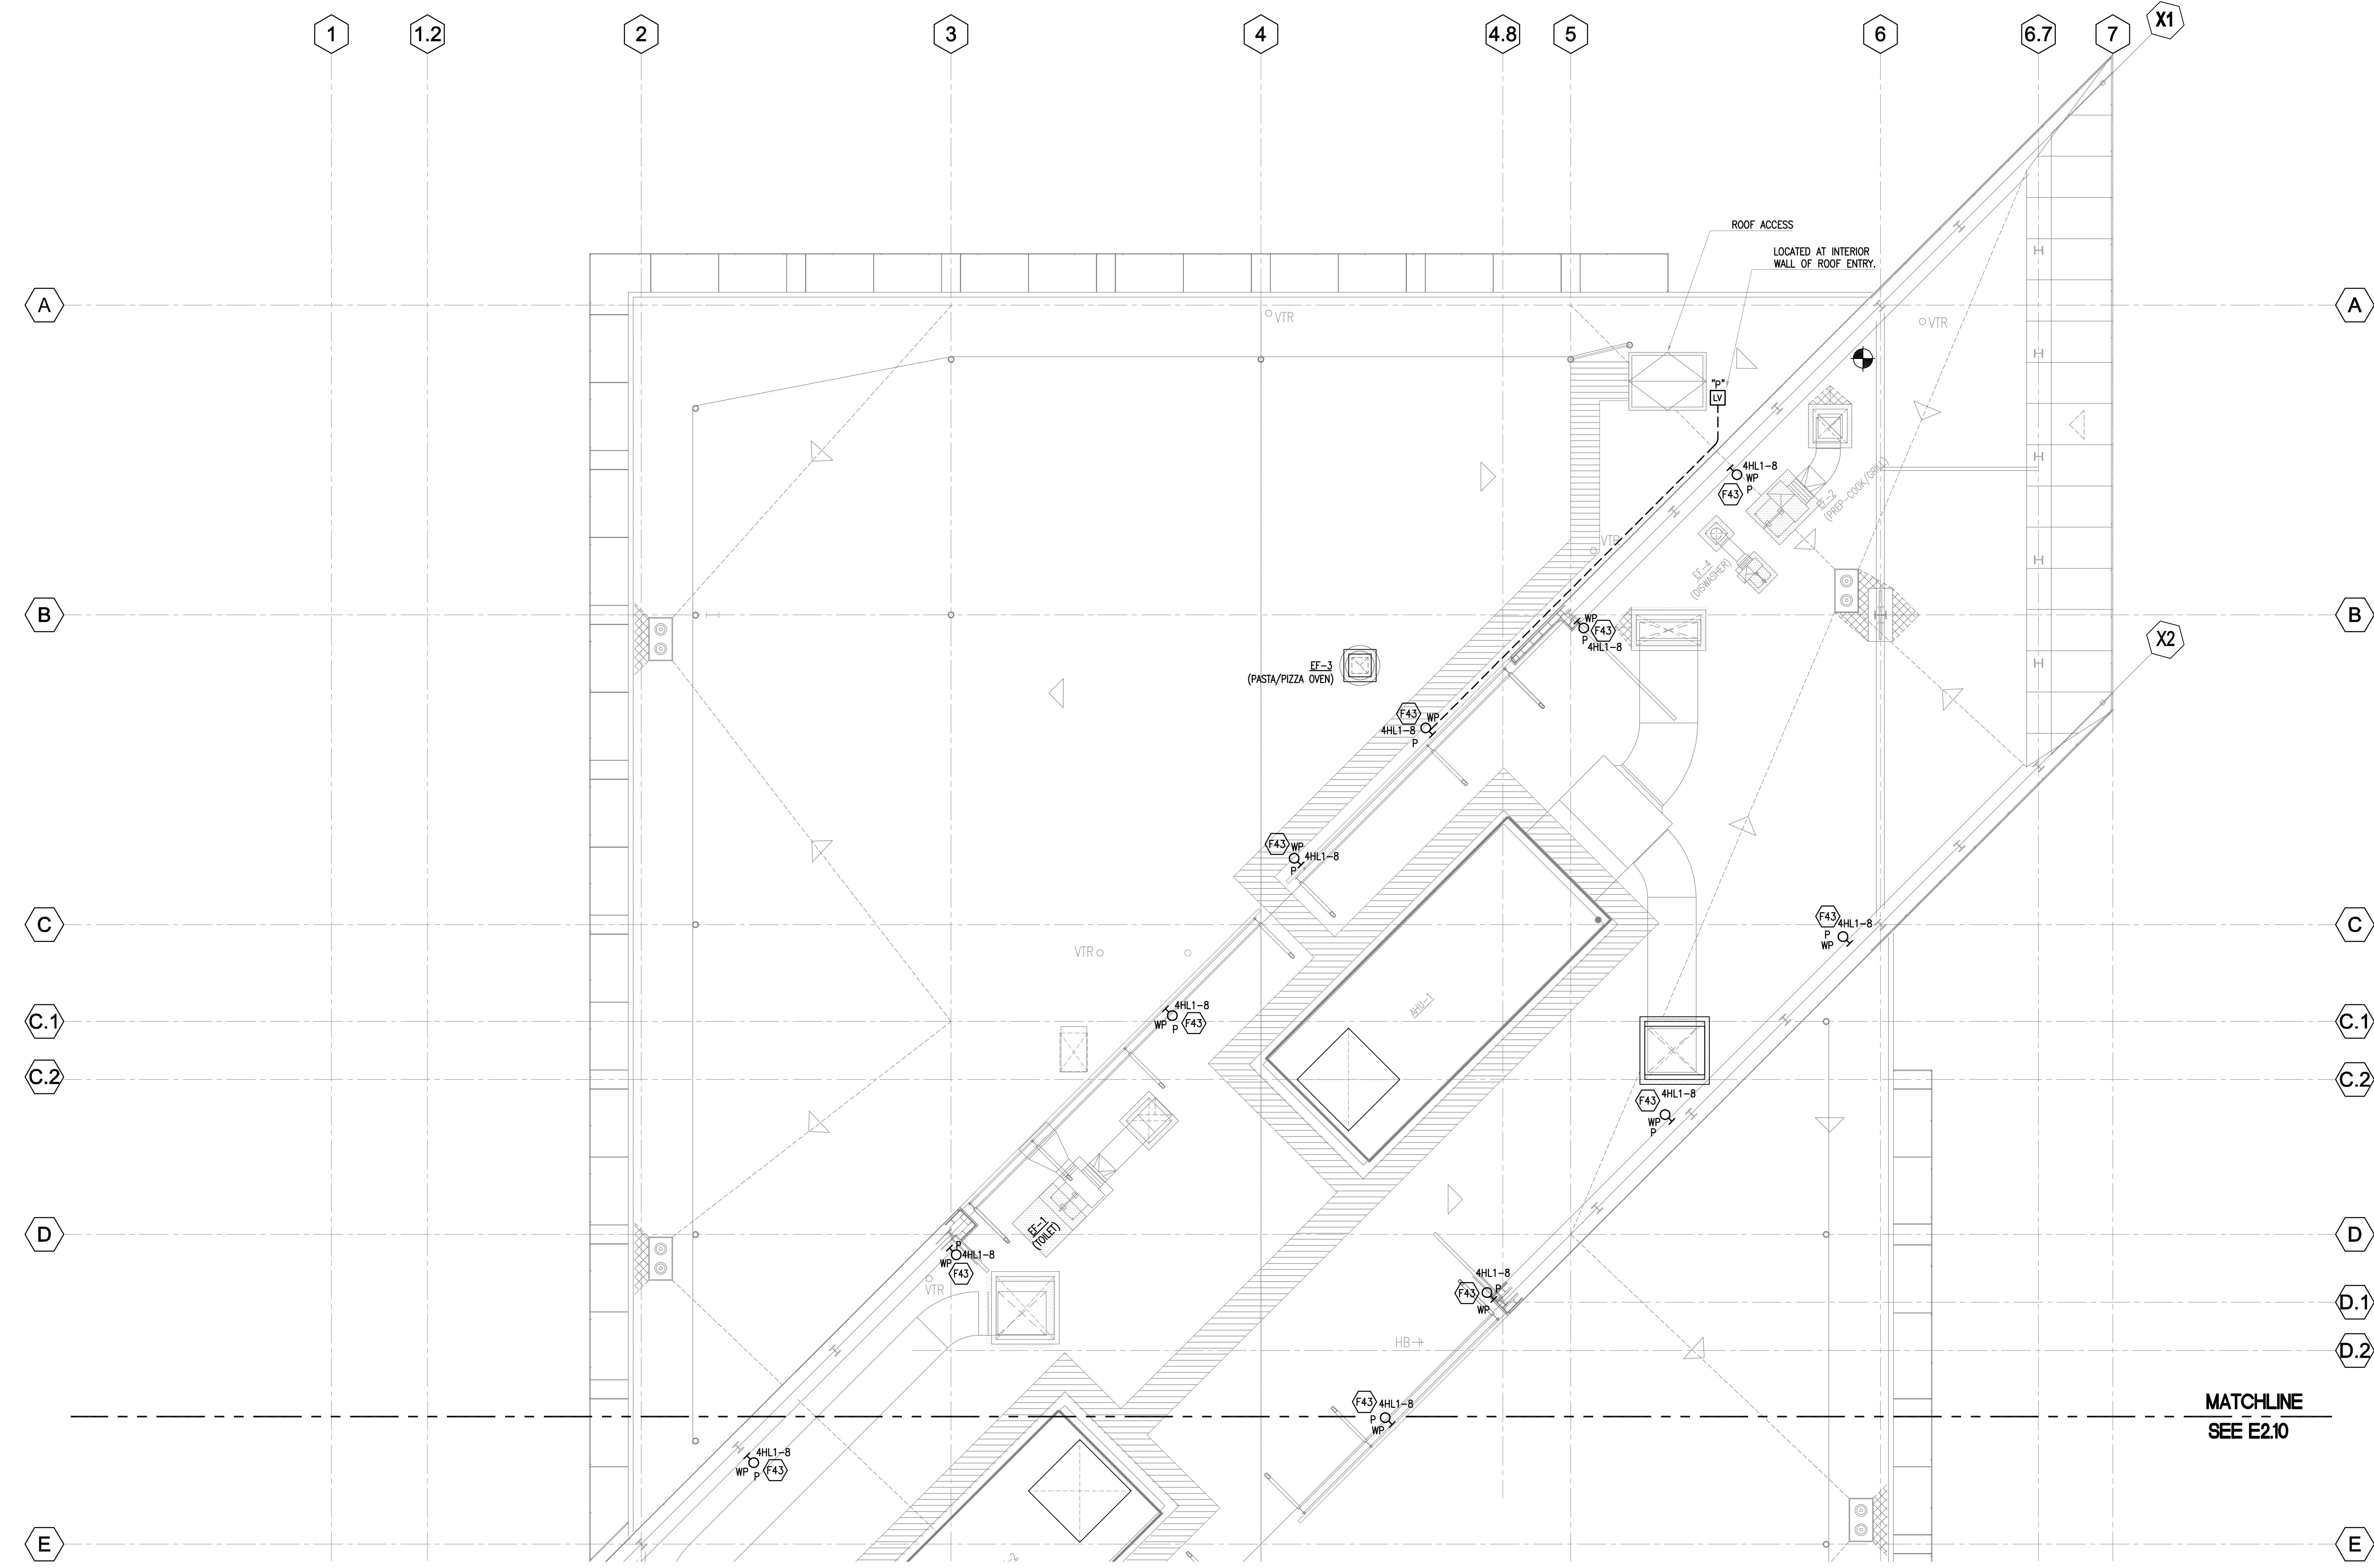 1
1.2
2
3
4
4.8
5
6
6.7
7
X1
ROOF ACCESS
LOCATED AT INTERIOR
WALL OF ROOF ENTRY.
A
A
VTR
VTR
"P"
LV
4HL1-8
WP
P
F43
EF-2
(PREP-COOK/GRILL)
VTR
EF-4
(DISWASHER)
B
B
WP
F43
P
4HL1-8
X2
EF-3
(PASTA/PIZZA OVEN)
F43
WP
4HL1-8
P
F43
WP
4HL1-8
P
C
C
F43
4HL1-8
P
WP
VTR
AHU-1
4HL1-8
WP
P
F43
C.1
C.1
C.2
C.2
F43
4HL1-8
WP
P
EF-1
(TOILET)
D
D
P
4HL1-8
WP
F43
VTR
4HL1-8
P
F43
WP
D.1
HB
D.2
MATCHLINE
SEE E2.10
F43
4HL1-8
P
WP
4HL1-8
WP
P
F43
E
E